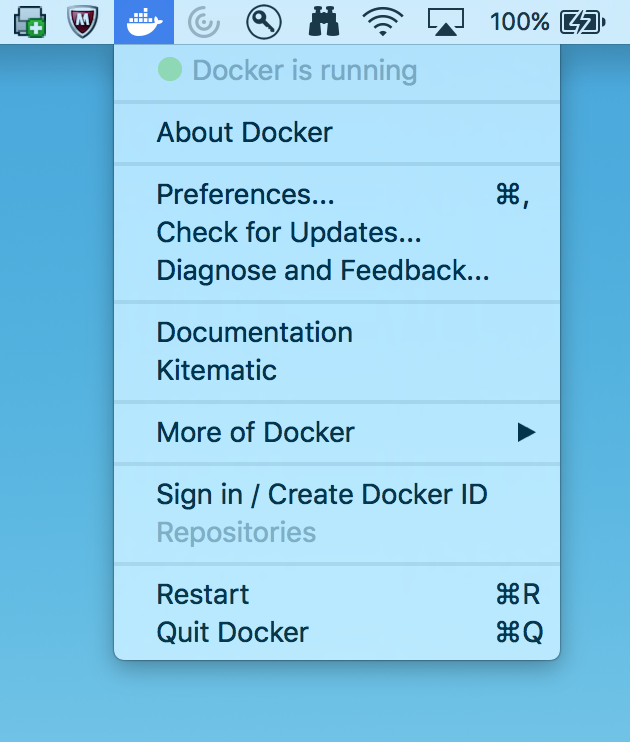 100%
Docker is running
About Docker
Preferences... ⌘,
Check for Updates...
Diagnose and Feedback...
Documentation
Kitematic
More of Docker ▶
Sign in / Create Docker ID
Repositories
Restart ⌘R
Quit Docker ⌘Q